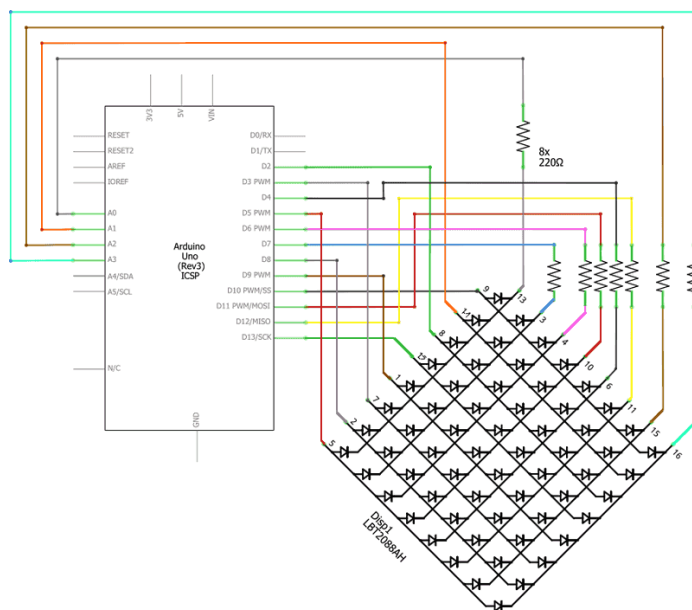 3V3
5V
VIN
RESET
RESET2
AREF
IOREF
A0
A1
A2
A3
A4/SDA
A5/SCL
N/C
GND
Arduino
Uno
(Rev3)
ICSP
D0/RX
D1/TX
D2
D3 PWM
D4
D5 PWM
D6 PWM
D7
D8
D9 PWM
D10 PWM/SS
D11 PWM/MOSI
D12/MISO
D13/SCK
8x
220Ω
9
13
14
3
8
4
12
10
1
6
7
11
2
15
5
16
Disp1
LBT2088AH